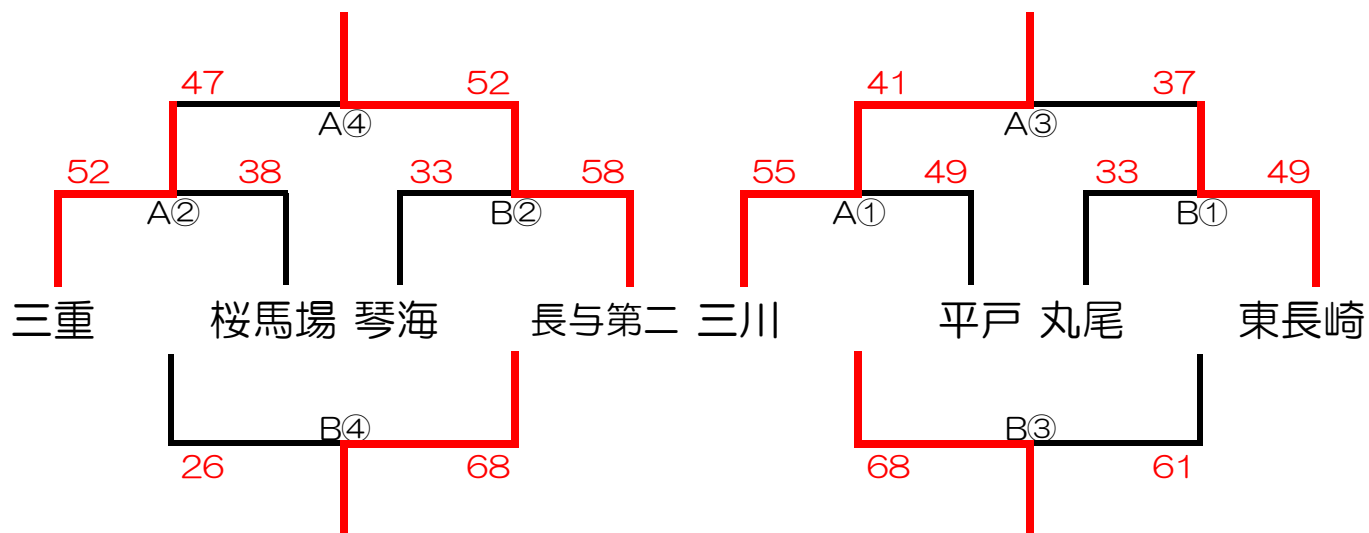 47 52 41 37
A④ A③
52 38 33 58 55 49 33 49
A② B② A① B①
三重 桜馬場 琴海 長与第二 三川 平戸 丸尾 東長崎
B④ B③
26 68 68 61